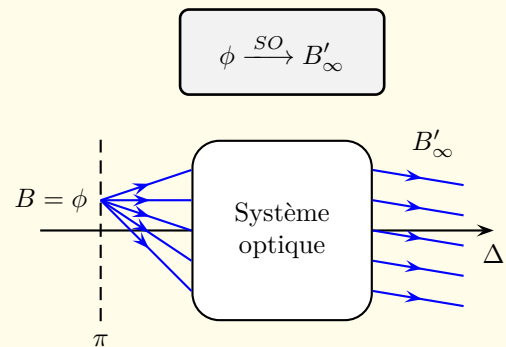 ϕ —SO→ B′∞
B′∞
B = ϕ
Système
optique
Δ
π